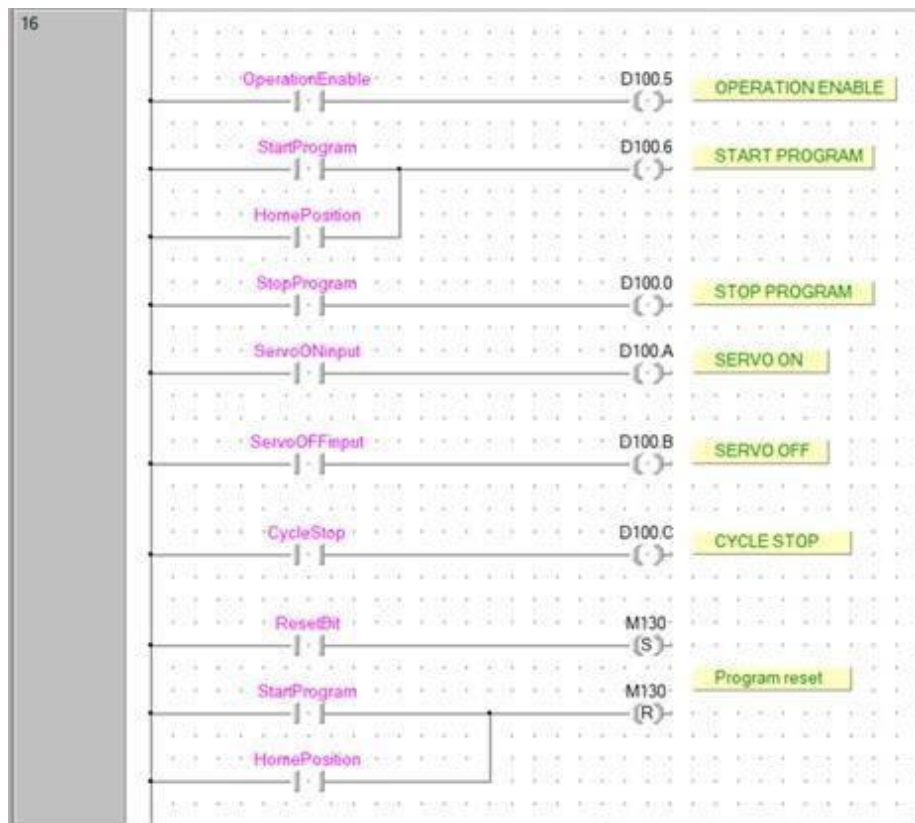 16
OperationEnable D100.5 OPERATION ENABLE
StartProgram D100.6 START PROGRAM
HomePosition
StopProgram D100.0 STOP PROGRAM
ServoONinput D100.A SERVO ON
ServoOFFinput D100.B SERVO OFF
CycleStop D100.C CYCLE STOP
ResetBit M130
(S)
Program reset
StartProgram M130
(R)
HomePosition